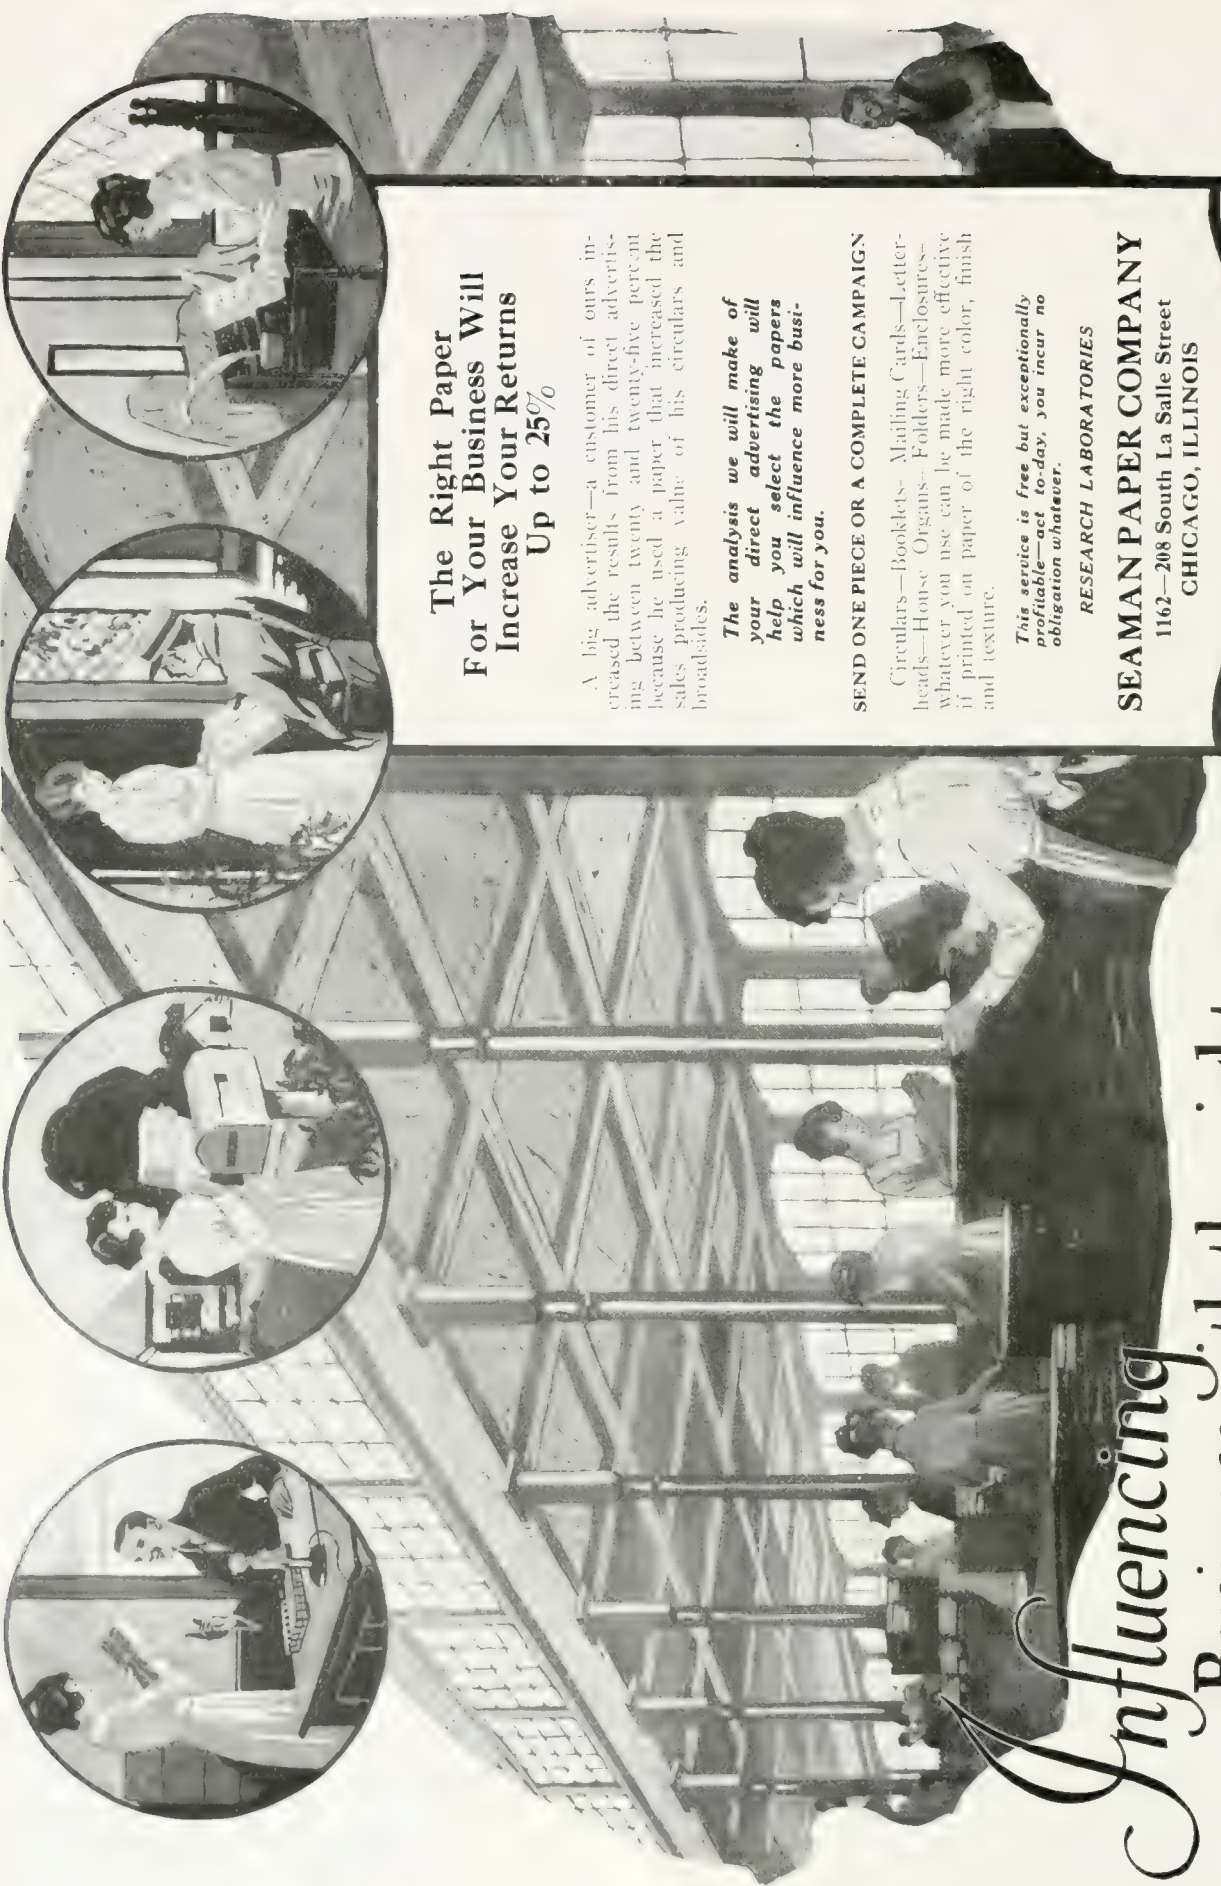 The Right Paper
For Your Business Will
Increase Your Returns
Up to 25%
A big advertiser—a customer of ours in-
creased the results from his direct advertis-
ing between twenty and twenty-five percent
because he used a paper that increased the
sales producing value of his circulars and
broadsides.
The analysis we will make of
your direct advertising will
help you select the papers
which will influence more busi-
ness for you.
SEND ONE PIECE OR A COMPLETE CAMPAIGN
Circulars—Booklets—Mailing Cards—Letter-
heads—House Organs—Folders—Enclosures—
whatever you use can be made more effective
if printed on paper of the right color, finish
and texture.
This service is free but exceptionally
profitable—act to-day, you incur no
obligation whatever.
RESEARCH LABORATORIES
SEAMAN PAPER COMPANY
1162—208 South La Salle Street
CHICAGO, ILLINOIS
Influencing